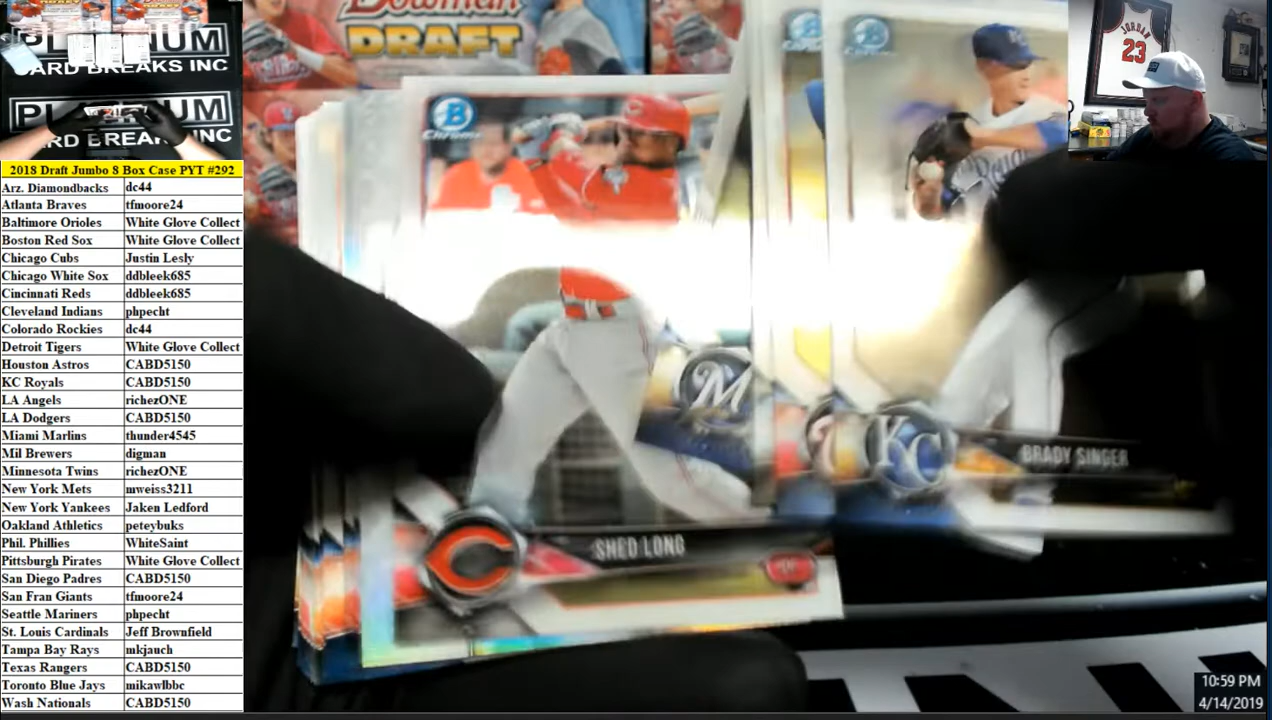 PLATINUM
CARD BREAKS INC
PLATINUM
CARD BREAKS INC
Bowman
DRAFT
JORDAN
23
2018 Draft Jumbo 8 Box Case PYT #292
Arz. Diamondbacks dc44
Atlanta Braves tfmoore24
Baltimore Orioles White Glove Collect
Boston Red Sox White Glove Collect
Chicago Cubs Justin Lesly
Chicago White Sox ddbleek685
Cincinnati Reds ddbleek685
Cleveland Indians phpecht
Colorado Rockies dc44
Detroit Tigers White Glove Collect
Houston Astros CABD5150
KC Royals CABD5150
LA Angels richezONE
LA Dodgers CABD5150
Miami Marlins thunder4545
Mil Brewers digman
Minnesota Twins richezONE
New York Mets mweiss3211
New York Yankees Jaken Ledford
Oakland Athletics peteybuks
Phil. Phillies WhiteSaint
Pittsburgh Pirates White Glove Collect
San Diego Padres CABD5150
San Fran Giants tfmoore24
Seattle Mariners phpecht
St. Louis Cardinals Jeff Brownfield
Tampa Bay Rays mkjauch
Texas Rangers CABD5150
Toronto Blue Jays mikawlbbc
Wash Nationals CABD5150
B
Chrome
Royals
M
KC
BRADY SINGER
C
SHED LONG
10:59 PM
4/14/2019